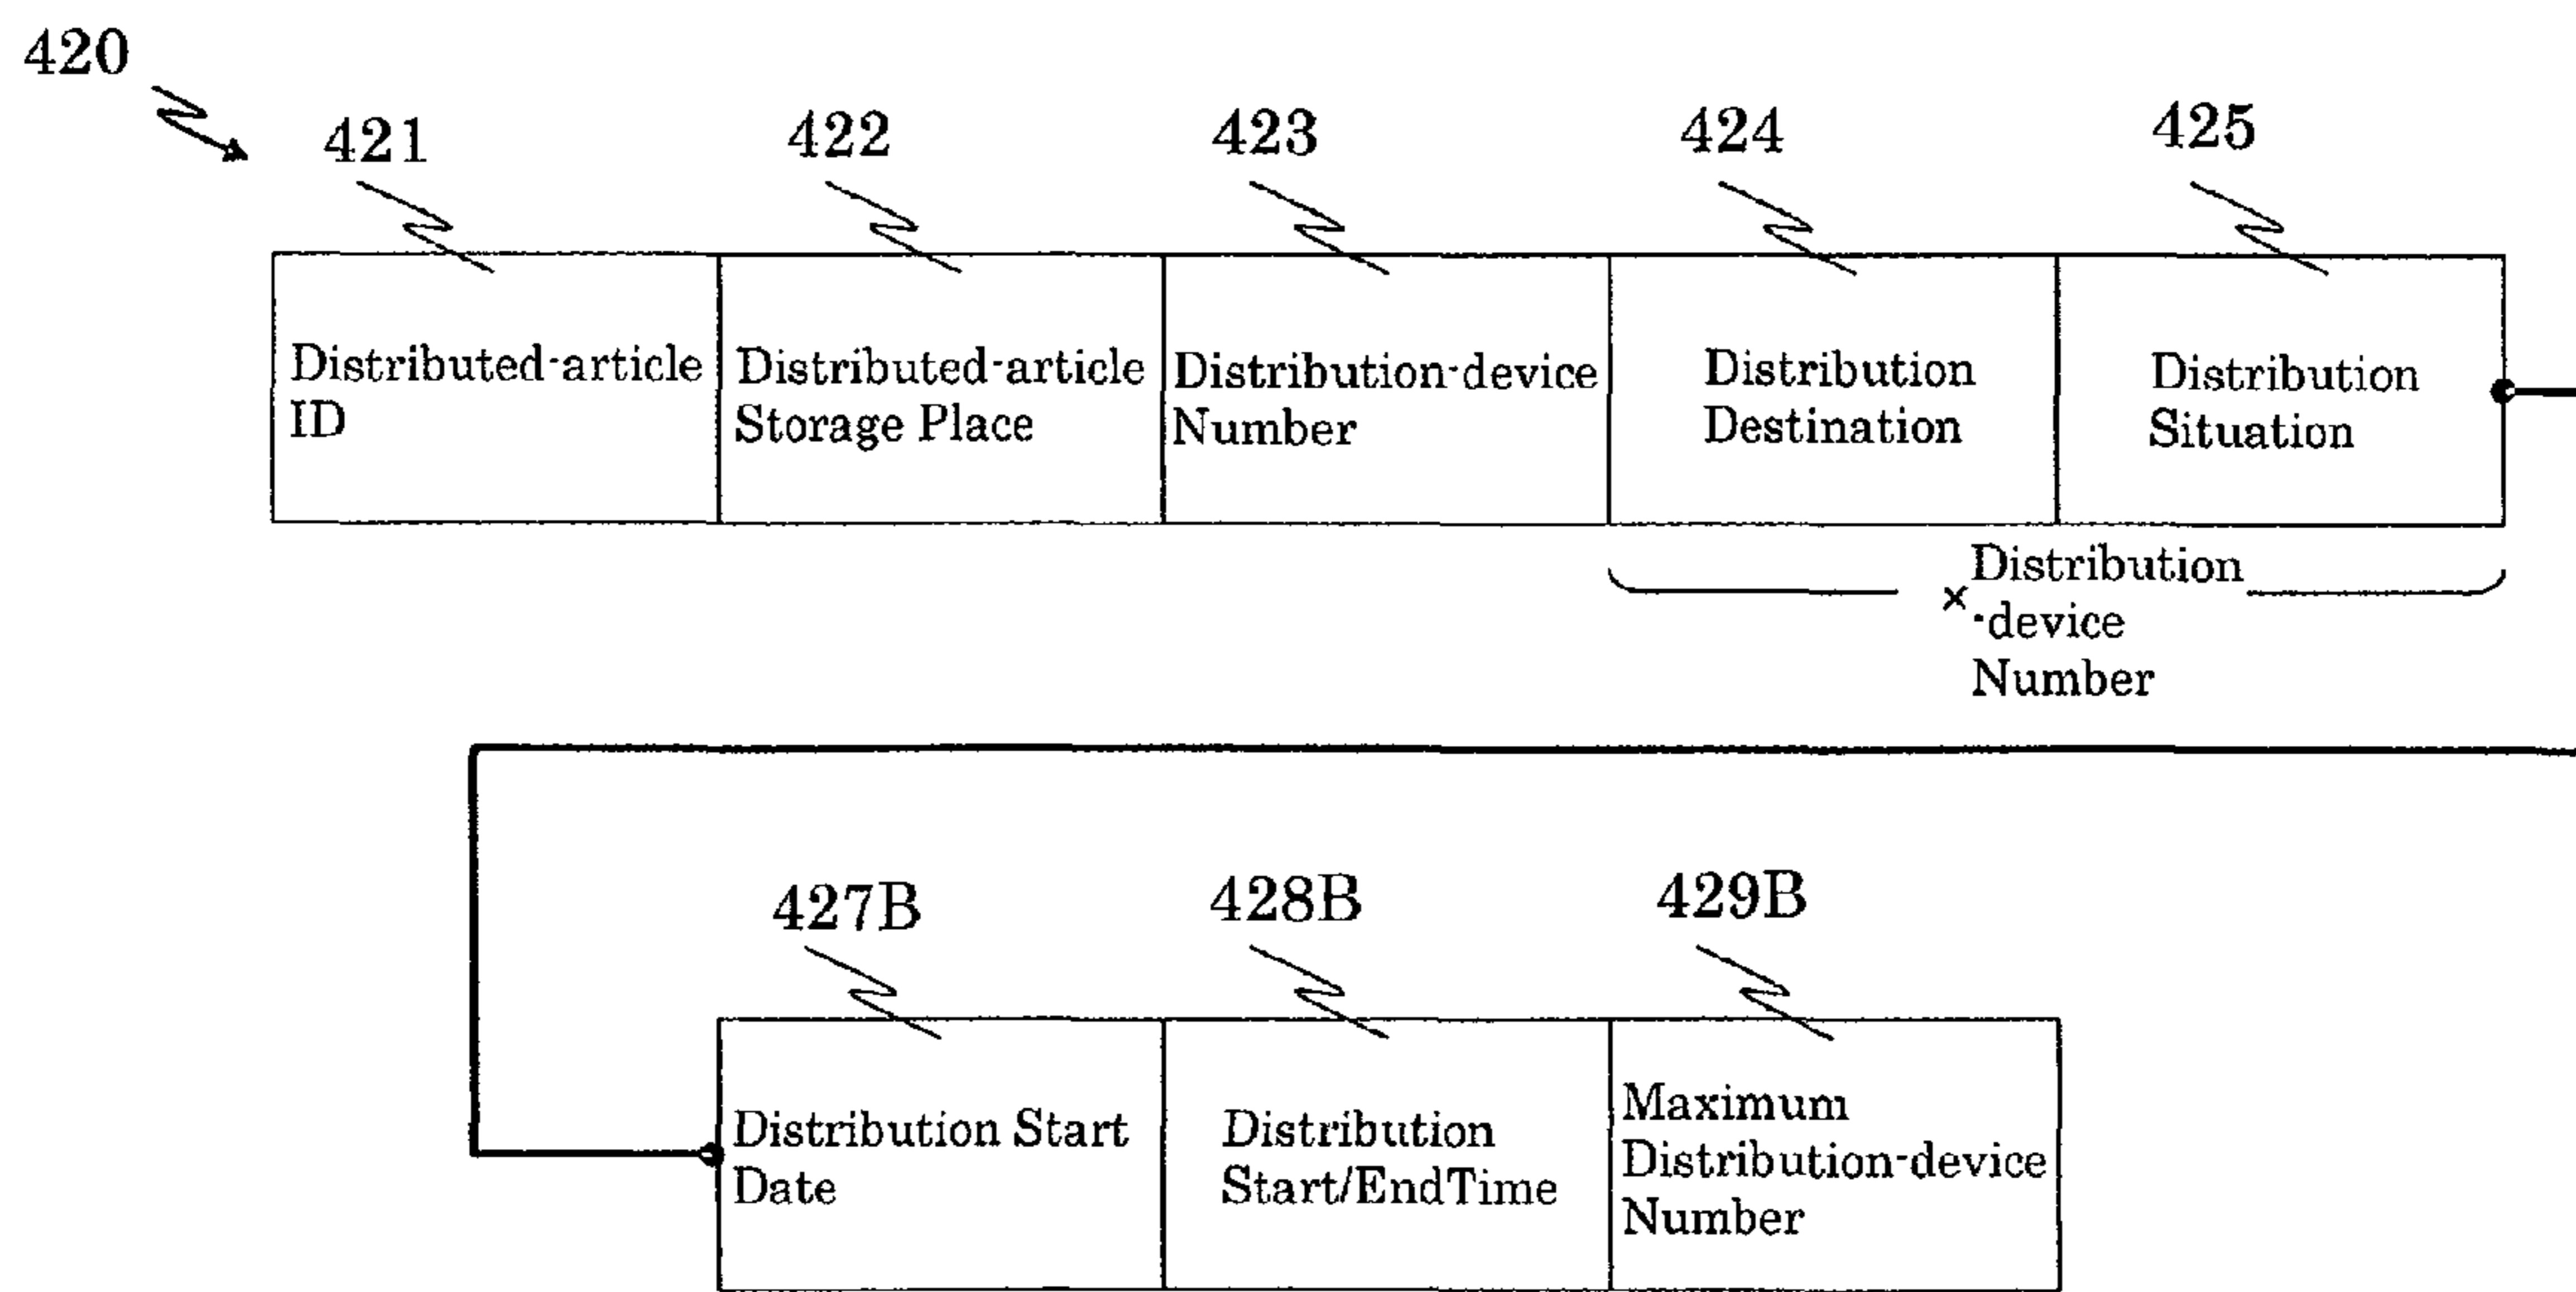 420
421
422
423
424
425
Distributed-article
ID
Distributed-article
Storage Place
Distribution-device
Number
Distribution
Destination
Distribution
Situation
× Distribution
-device
Number
427B
428B
429B
Distribution Start
Date
Distribution
Start/EndTime
Maximum
Distribution-device
Number